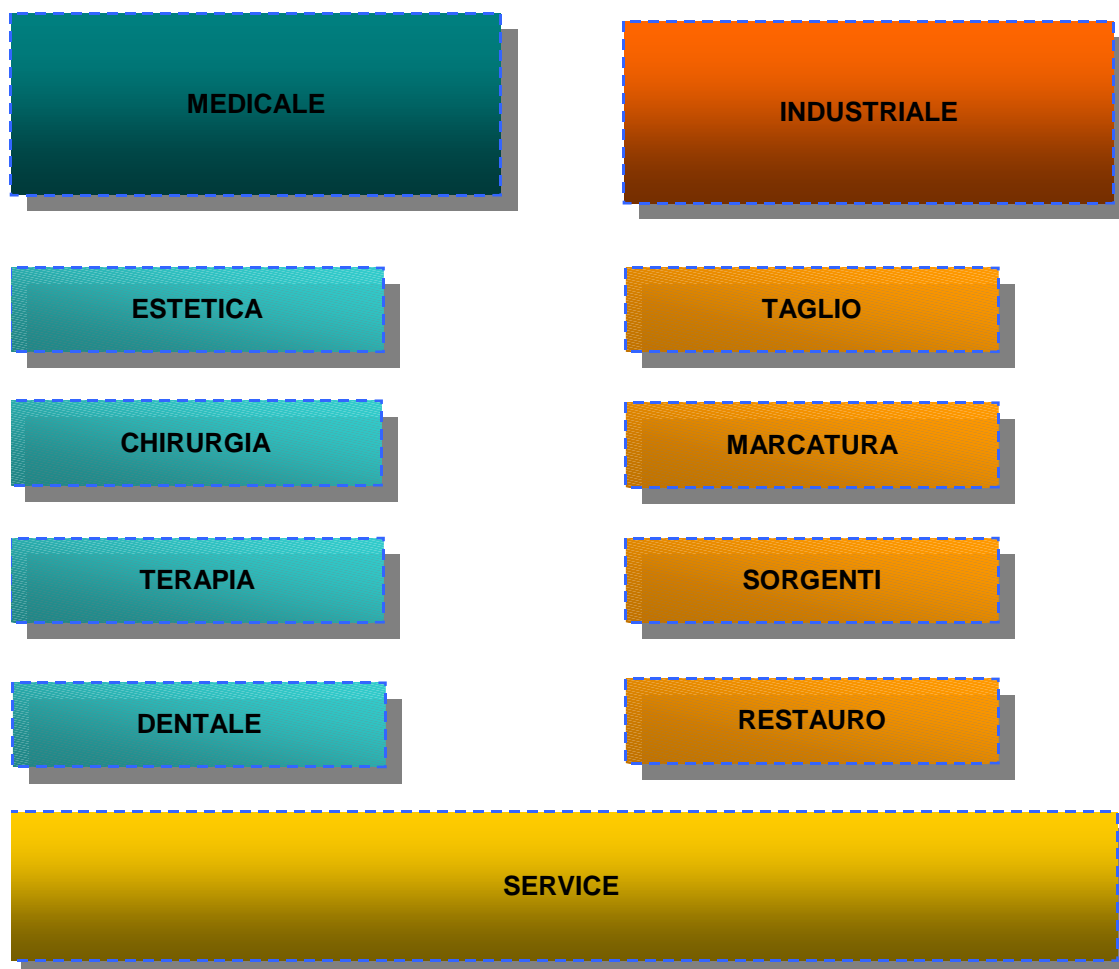 MEDICALE
INDUSTRIALE
ESTETICA
TAGLIO
CHIRURGIA
MARCATURA
TERAPIA
SORGENTI
DENTALE
RESTAURO
SERVICE